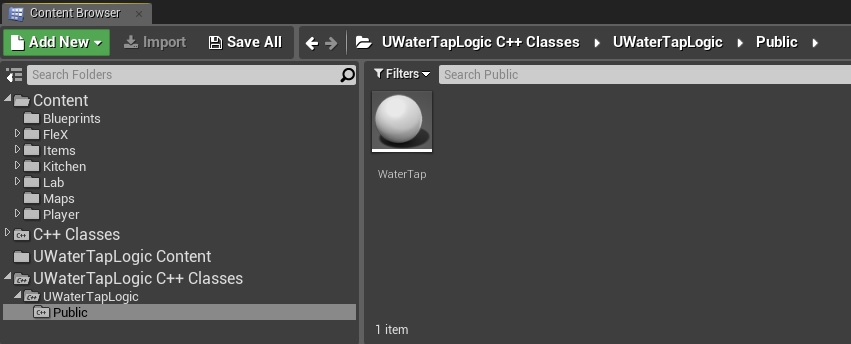 Content Browser
Add New Import Save All UWaterTapLogic C++ Classes UWaterTapLogic Public
Search Folders
Content
Blueprints
FleX
Items
Kitchen
Lab
Maps
Player
C++ Classes
UWaterTapLogic Content
UWaterTapLogic C++ Classes
UWaterTapLogic
C++ Public
Filters Search Public
WaterTap
1 item